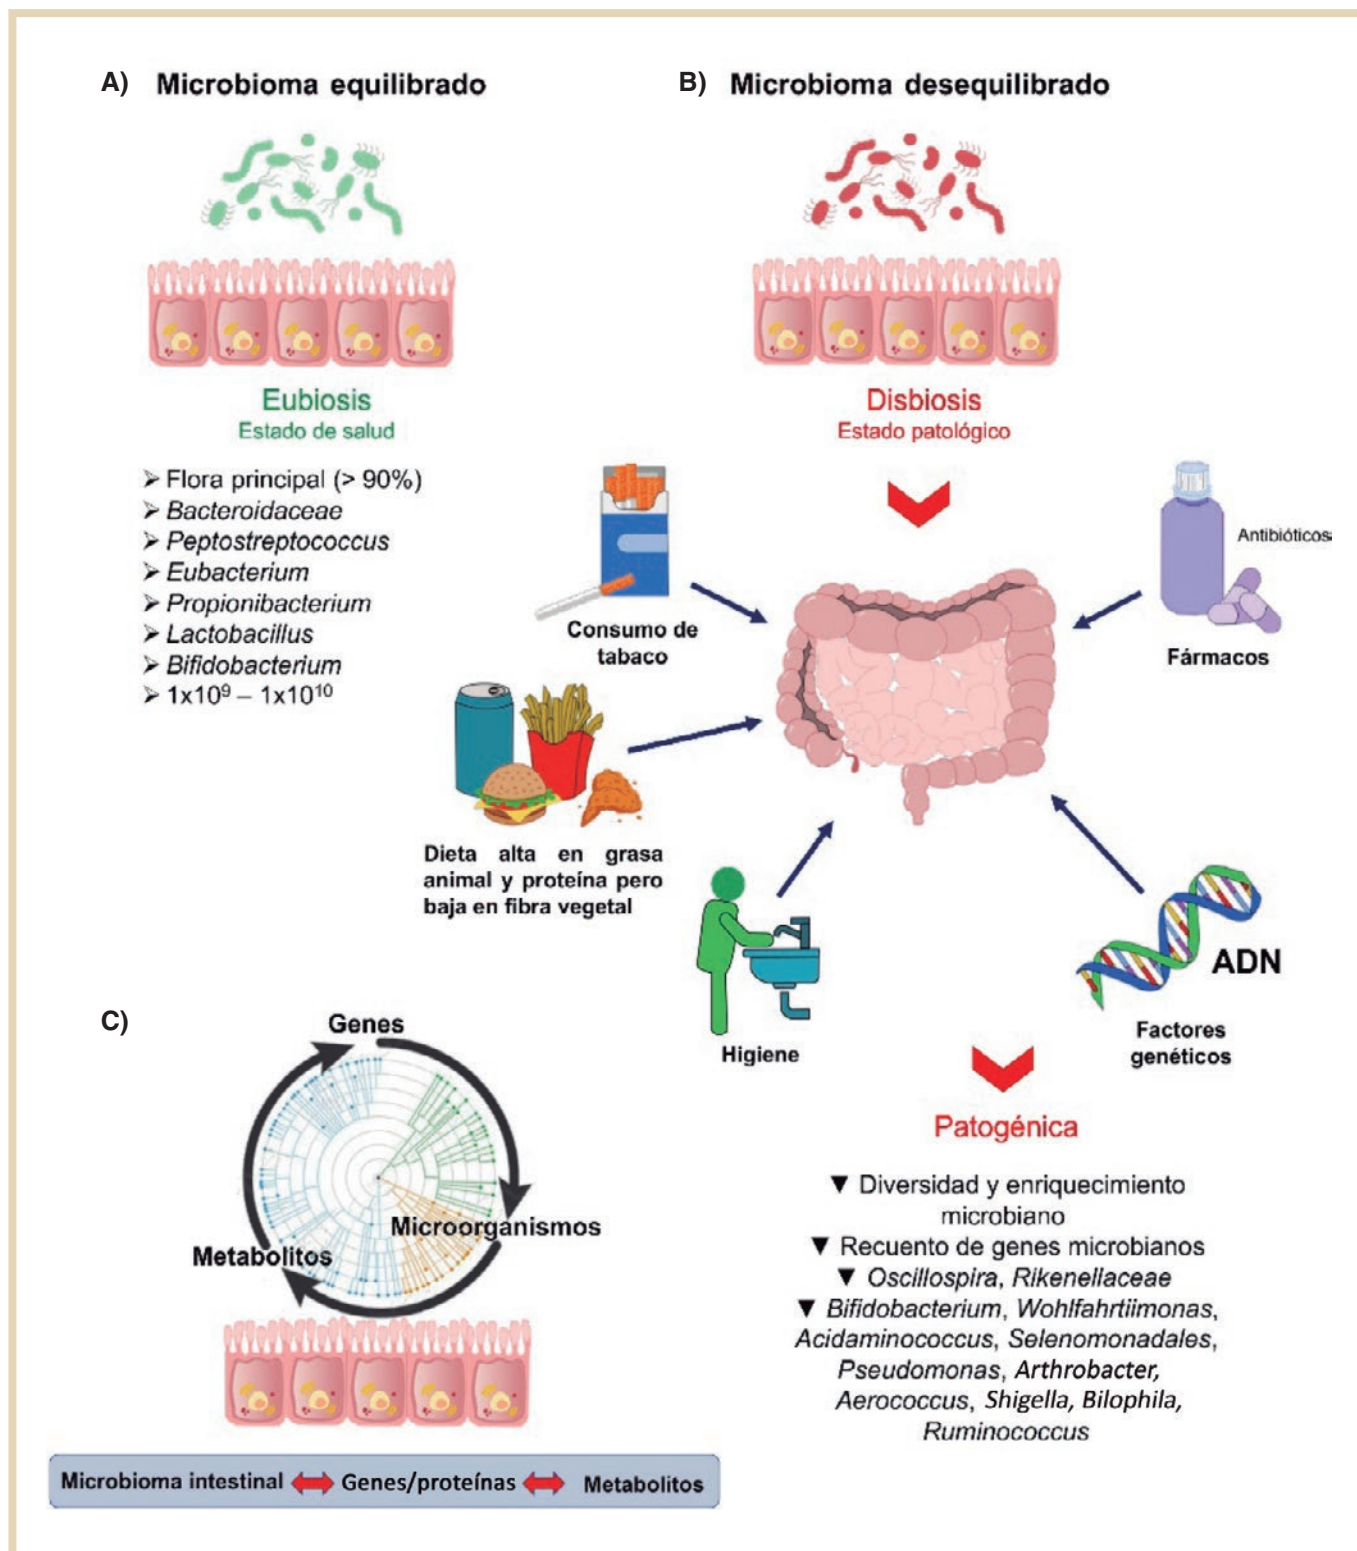 A) Microbioma equilibrado
Eubiosis
Estado de salud
➢ Flora principal (> 90%)
➢ Bacteroidaceae
➢ Peptostreptococcus
➢ Eubacterium
➢ Propionibacterium
➢ Lactobacillus
➢ Bifidobacterium
➢ 1x10⁹ – 1x10¹⁰
B) Microbioma desequilibrado
Disbiosis
Estado patológico
Consumo de
tabaco
Antibióticos
Fármacos
Dieta alta en grasa
animal y proteína pero
baja en fibra vegetal
Higiene
ADN
Factores
genéticos
Patogénica
▼ Diversidad y enriquecimiento
microbiano
▼ Recuento de genes microbianos
▼ Oscillospira, Rikenellaceae
▼ Bifidobacterium, Wohlfahrtiimonas,
Acidaminococcus, Selenomonadales,
Pseudomonas, Arthrobacter,
Aerococcus, Shigella, Bilophila,
Ruminococcus
C)
Genes
Microorganismos
Metabolitos
Microbioma intestinal Genes/proteínas Metabolitos